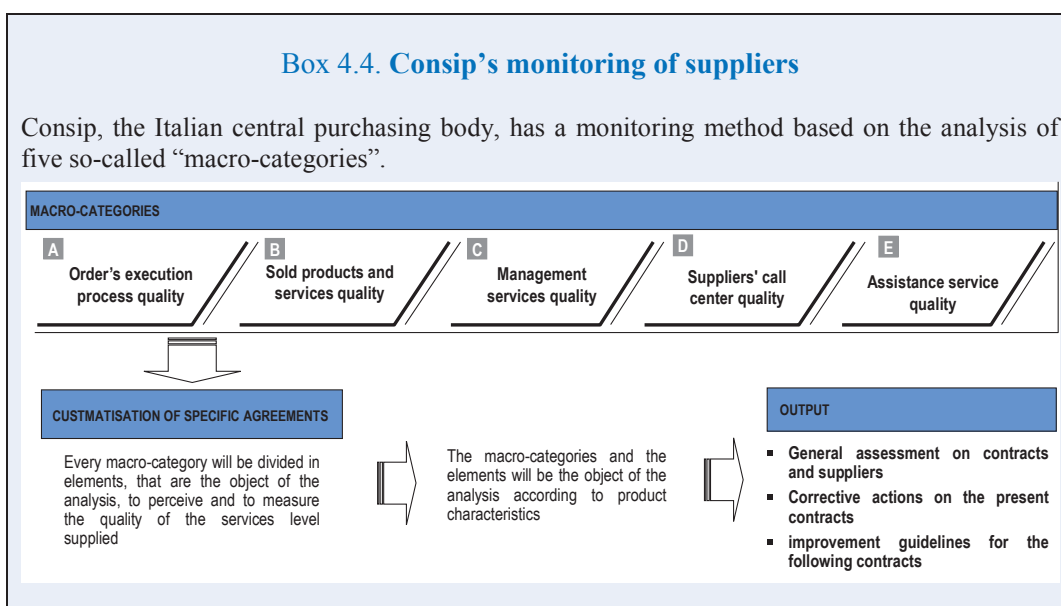 Box 4.4. Consip's monitoring of suppliers
Consip, the Italian central purchasing body, has a monitoring method based on the analysis of
five so-called “macro-categories”.
MACRO-CATEGORIES
A
Order's execution
process quality
B
Sold products and
services quality
C
Management
services quality
D
Suppliers' call
center quality
E
Assistance service
quality
CUSTMATISATION OF SPECIFIC AGREEMENTS
Every macro-category will be divided in
elements, that are the object of the
analysis, to perceive and to measure
the quality of the services level
supplied
The macro-categories and the
elements will be the object of the
analysis according to product
characteristics
OUTPUT
▪ General assessment on contracts
and suppliers
▪ Corrective actions on the present
contracts
▪ improvement guidelines for the
following contracts